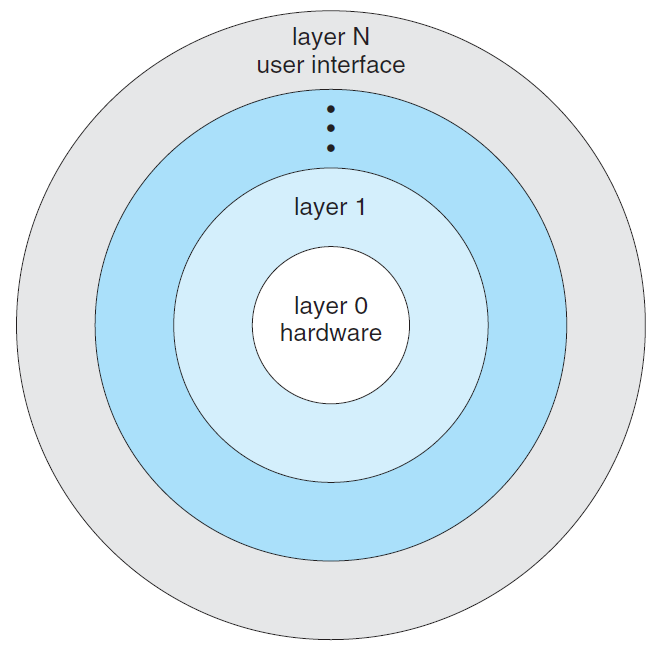 layer N
user interface
layer 1
layer 0
hardware